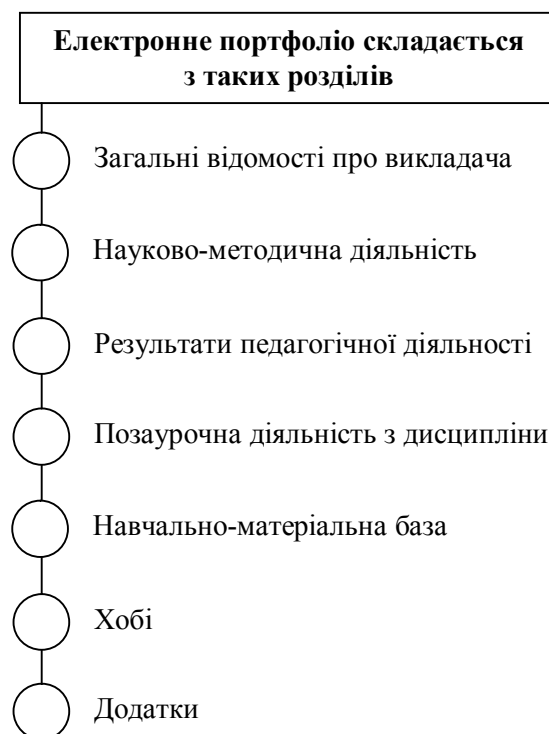 Електронне портфоліо складається
з таких розділів
Загальні відомості про викладача
Науково-методична діяльність
Результати педагогічної діяльності
Позаурочна діяльність з дисципліни
Навчально-матеріальна база
Хобі
Додатки